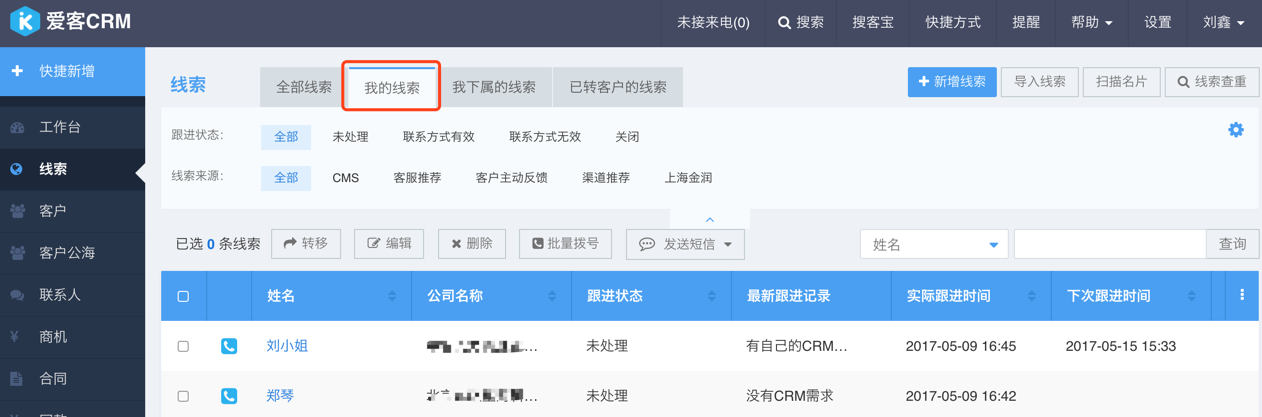 爱客CRM
未接来电(0) 搜索 搜客宝 快捷方式 提醒 帮助 设置 刘鑫
快捷新增
工作台
线索
客户
客户公海
联系人
商机
合同
线索 全部线索 我的线索 我下属的线索 已转客户的线索 新增线索 导入线索 扫描名片 线索查重
跟进状态: 全部 未处理 联系方式有效 联系方式无效 关闭
线索来源: 全部 CMS 客服推荐 客户主动反馈 渠道推荐 上海金润
已选 0 条线索 转移 编辑 删除 批量拨号 发送短信 姓名 查询
姓名 公司名称 跟进状态 最新跟进记录 实际跟进时间 下次跟进时间
刘小姐 未处理 有自己的CRM... 2017-05-09 16:45 2017-05-15 15:33
郑琴 未处理 没有CRM需求 2017-05-09 16:42